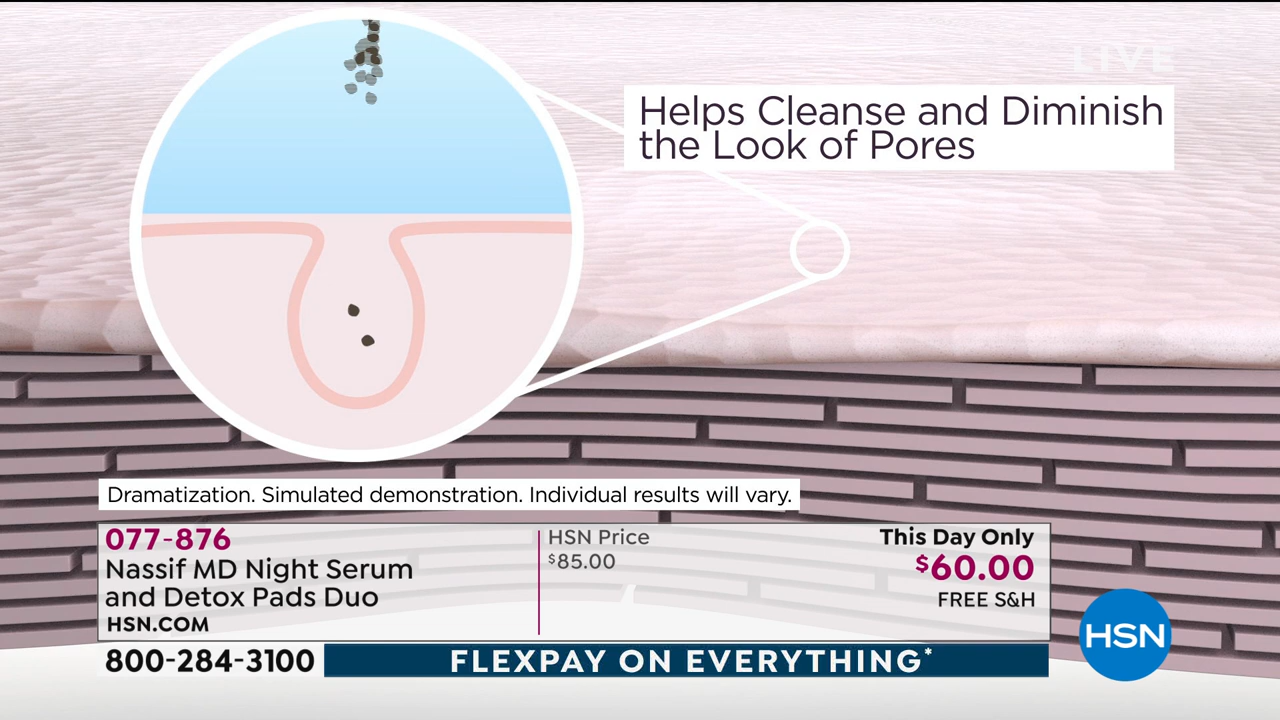 LIVE
Helps Cleanse and Diminish
the Look of Pores
Dramatization. Simulated demonstration. Individual results will vary.
077-876
Nassif MD Night Serum
and Detox Pads Duo
HSN.COM
HSN Price
$85.00
This Day Only
$60.00
FREE S&H
HSN
800-284-3100
FLEXPAY ON EVERYTHING*